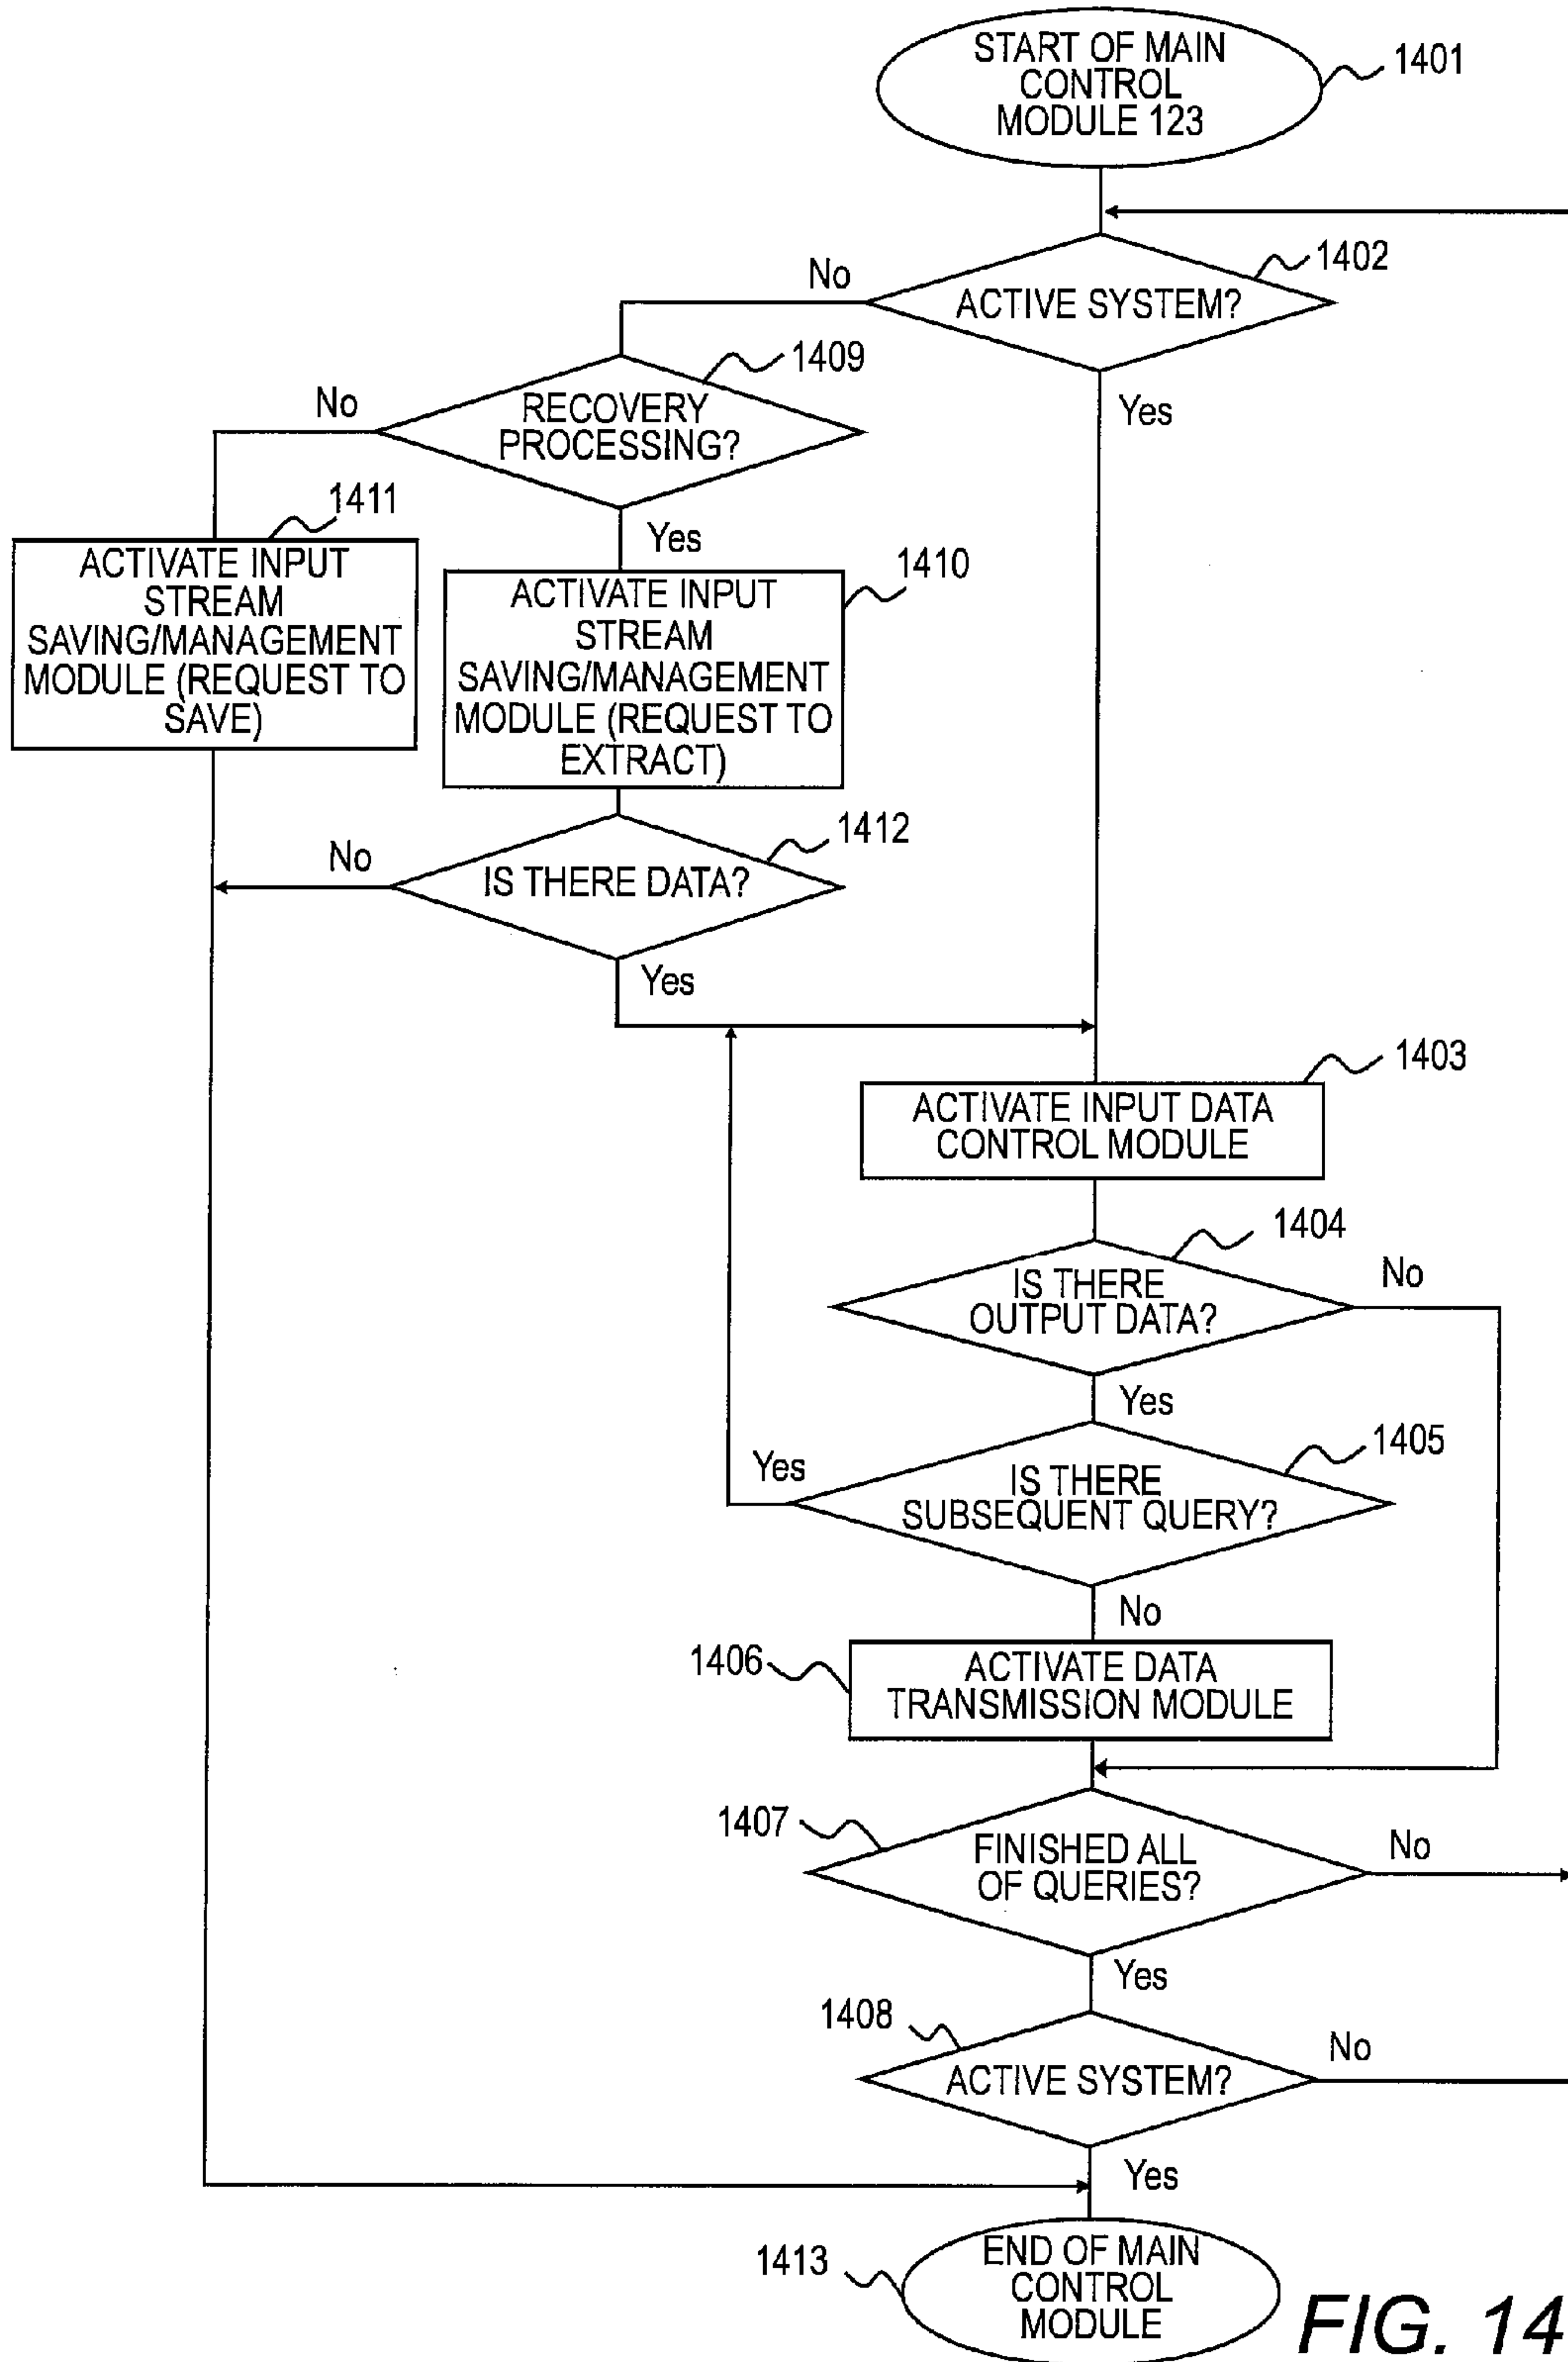 START OF MAIN
CONTROL
MODULE 123
1401
1402
No
ACTIVE SYSTEM?
Yes
1409
No
RECOVERY
PROCESSING?
Yes
1411
ACTIVATE INPUT
STREAM
SAVING/MANAGEMENT
MODULE (REQUEST TO
SAVE)
1410
ACTIVATE INPUT
STREAM
SAVING/MANAGEMENT
MODULE (REQUEST TO
EXTRACT)
1412
No
IS THERE DATA?
Yes
1403
ACTIVATE INPUT DATA
CONTROL MODULE
1404
IS THERE
OUTPUT DATA?
No
Yes
1405
Yes
IS THERE
SUBSEQUENT QUERY?
No
1406
ACTIVATE DATA
TRANSMISSION MODULE
1407
FINISHED ALL
OF QUERIES?
No
Yes
1408
ACTIVE SYSTEM?
No
Yes
1413
END OF MAIN
CONTROL
MODULE
FIG. 14